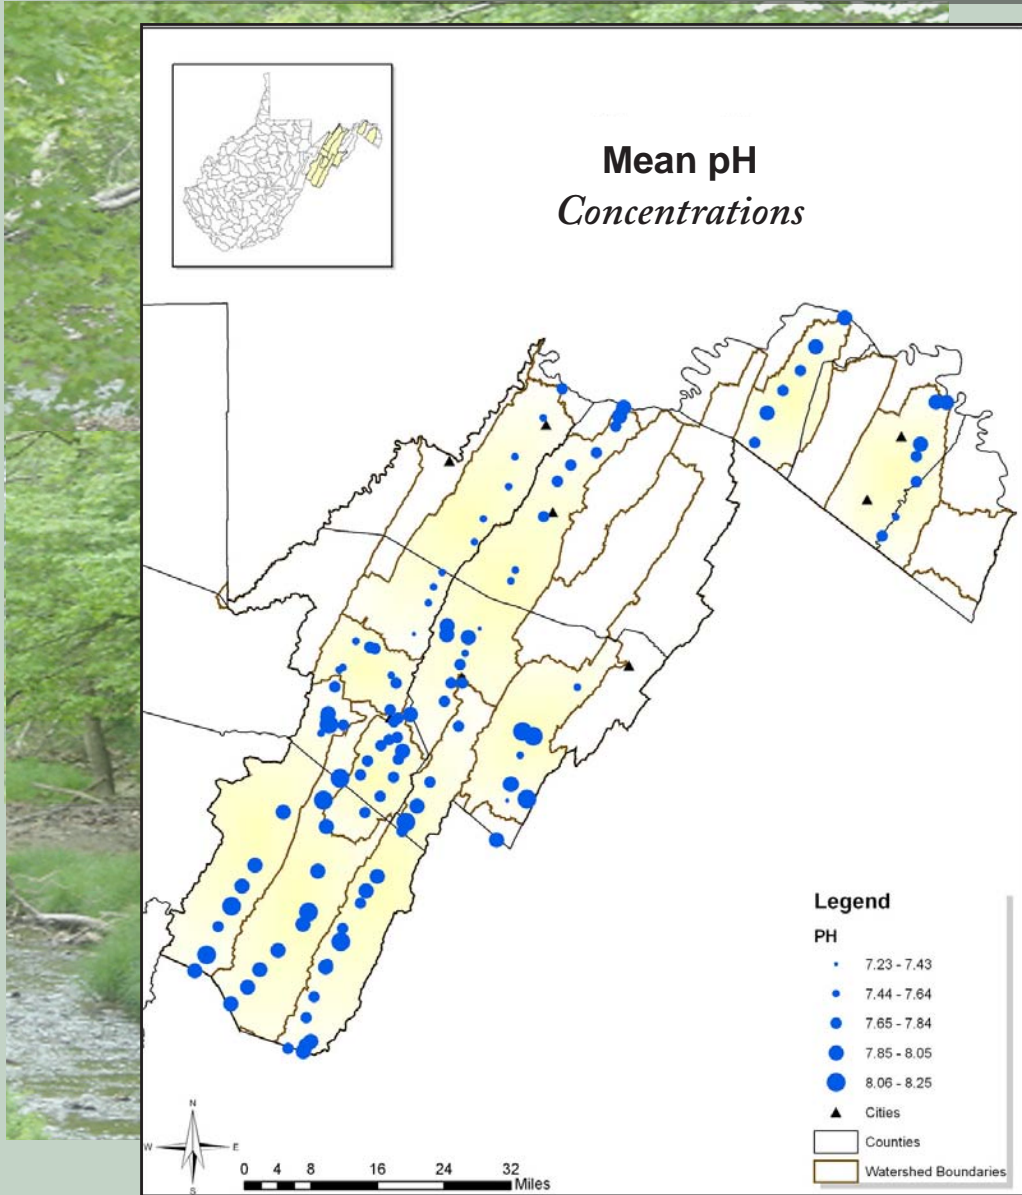 Mean pH
Concentrations
Legend
PH
7.23 - 7.43
7.44 - 7.64
7.65 - 7.84
7.85 - 8.05
8.06 - 8.25
Cities
Counties
Watershed Boundaries
N
W E
S
0 4 8 16 24 32
Miles